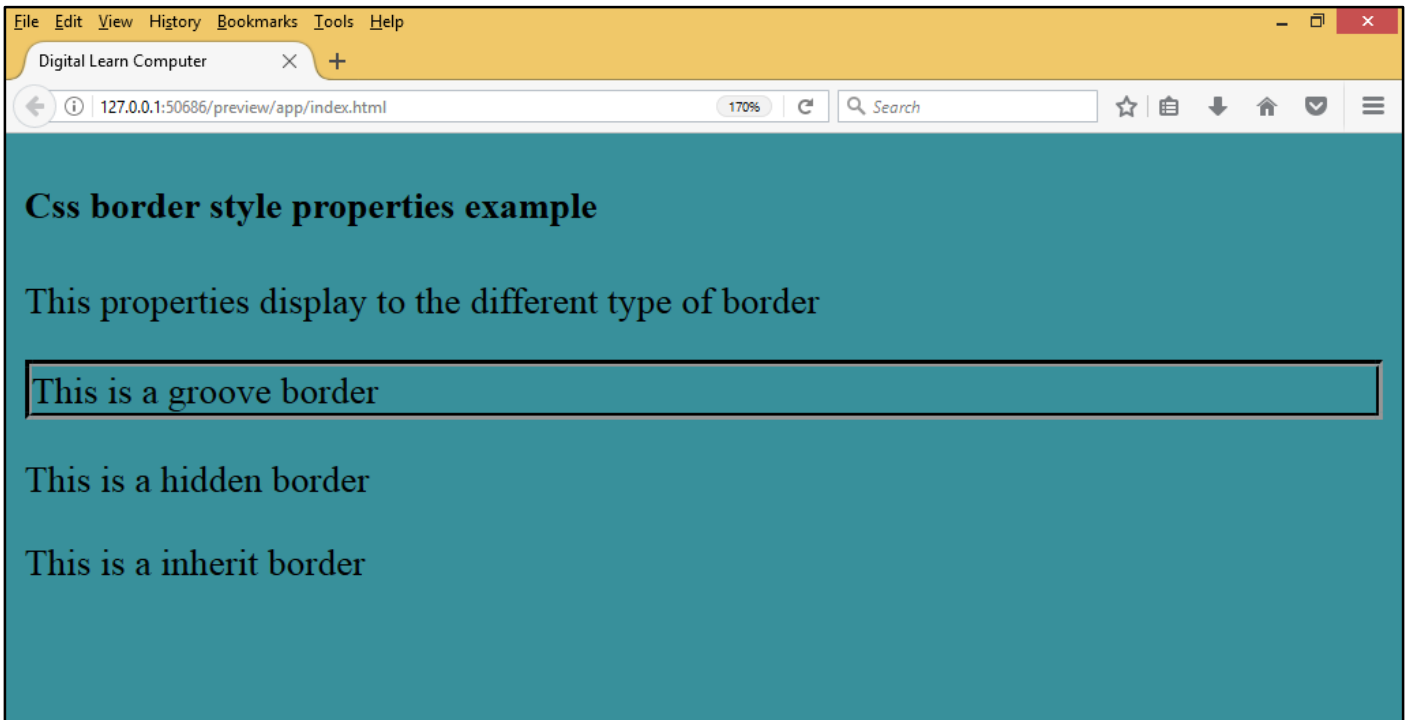 File Edit View History Bookmarks Tools Help
Digital Learn Computer
127.0.0.1:50686/preview/app/index.html 170% Search
Css border style properties example
This properties display to the different type of border
This is a groove border
This is a hidden border
This is a inherit border